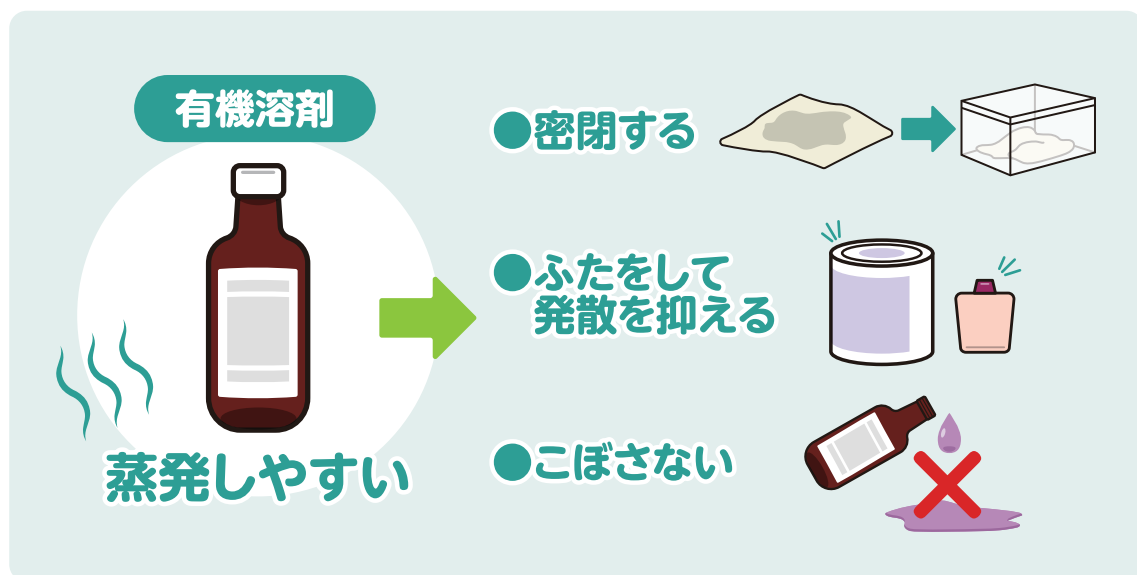 有機溶剤
蒸発しやすい
●密閉する
●ふたをして
発散を抑える
●こぼさない